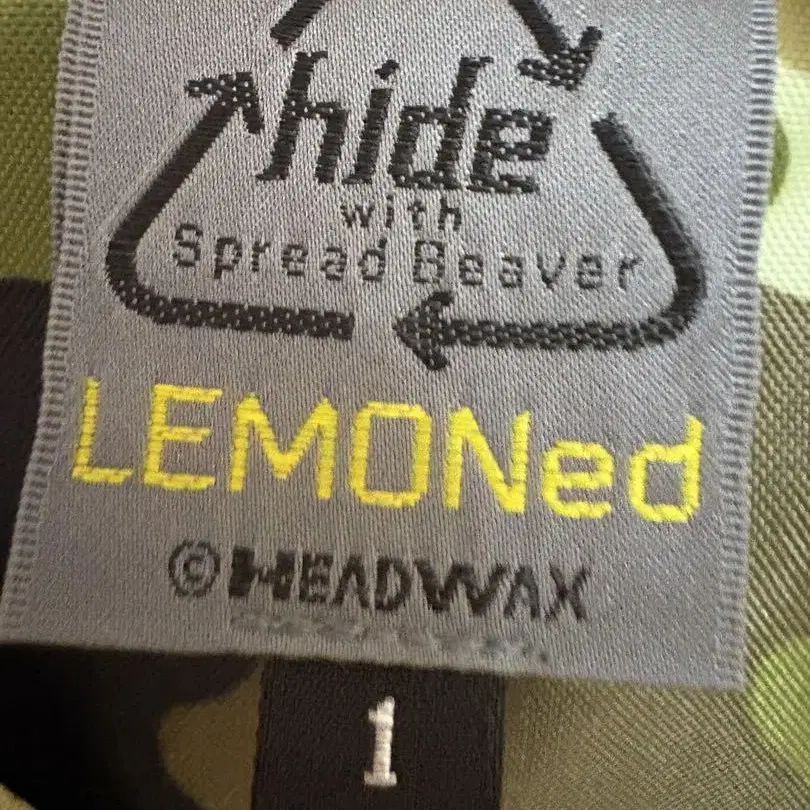 hide
with
Spread Beaver
LEMONed
© HEADWAX
1